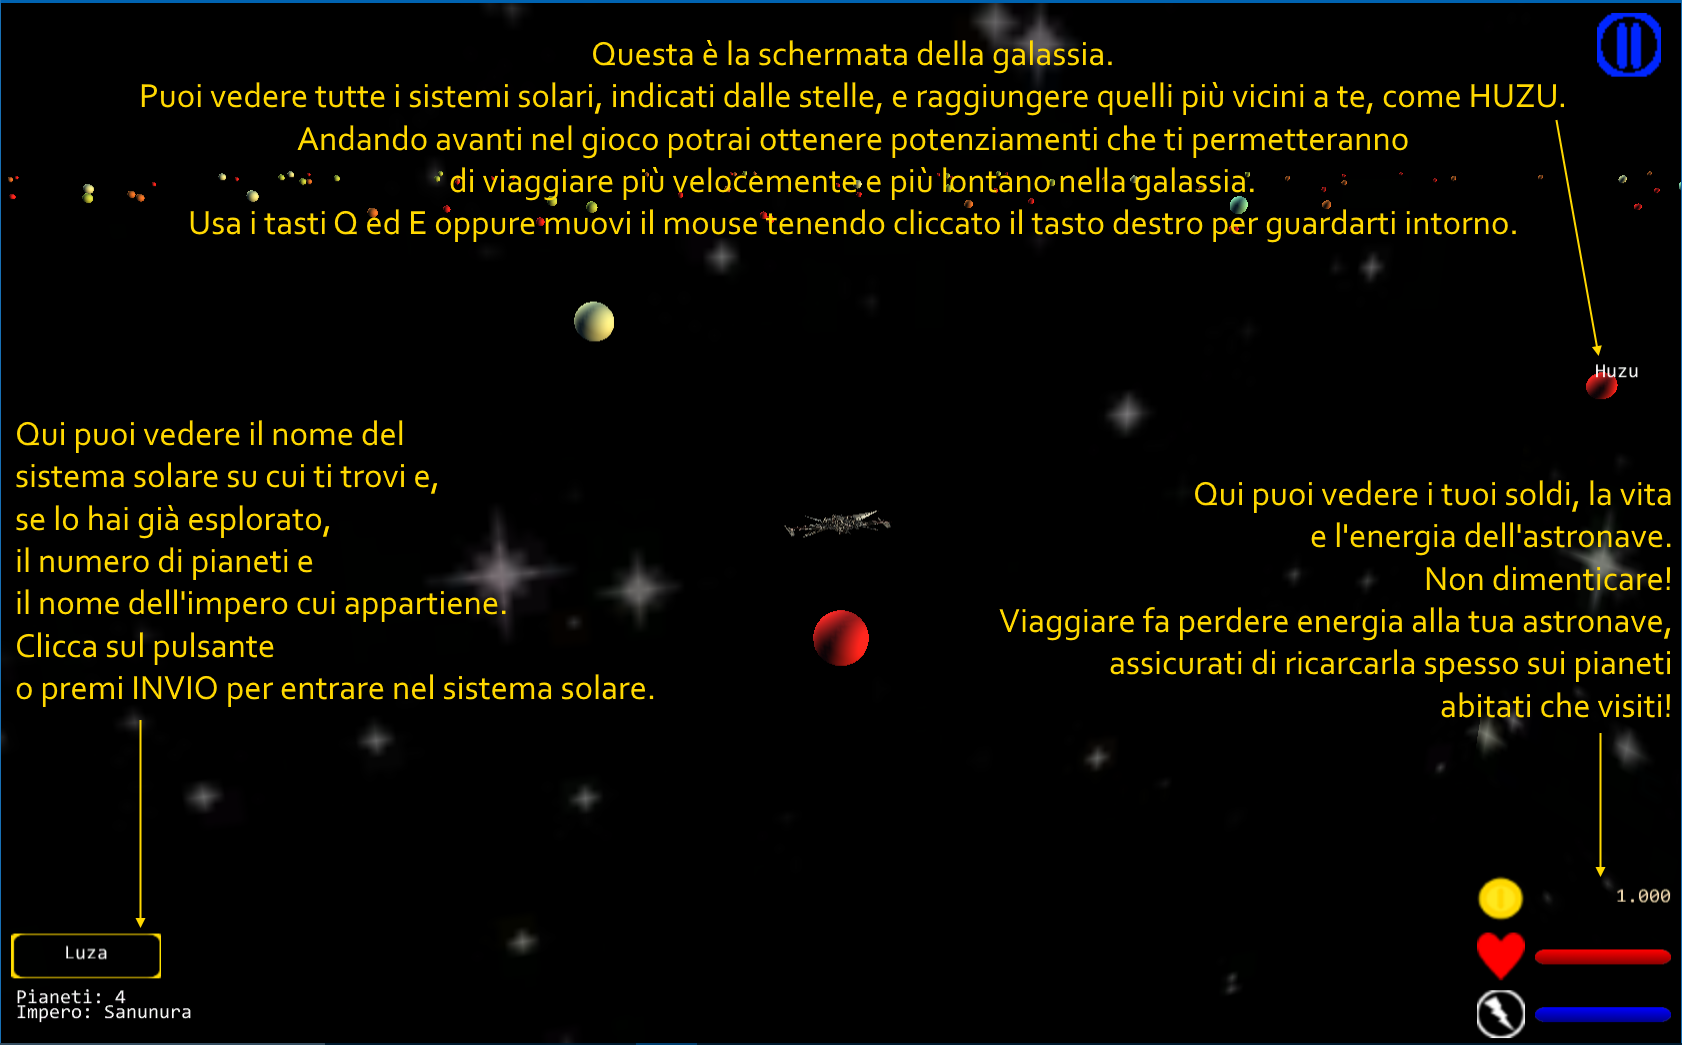 Questa è la schermata della galassia.
Puoi vedere tutte i sistemi solari, indicati dalle stelle, e raggiungere quelli più vicini a te, come HUZU.
Andando avanti nel gioco potrai ottenere potenziamenti che ti permetteranno
di viaggiare più velocemente e più lontano nella galassia.
Usa i tasti Q ed E oppure muovi il mouse tenendo cliccato il tasto destro per guardarti intorno.
Huzu
Qui puoi vedere il nome del
sistema solare su cui ti trovi e,
se lo hai già esplorato,
il numero di pianeti e
il nome dell'impero cui appartiene.
Clicca sul pulsante
o premi INVIO per entrare nel sistema solare.
Qui puoi vedere i tuoi soldi, la vita
e l'energia dell'astronave.
Non dimenticare!
Viaggiare fa perdere energia alla tua astronave,
assicurati di ricarcarla spesso sui pianeti
abitati che visiti!
1.000
Luza
Pianeti: 4
Impero: Sanunura